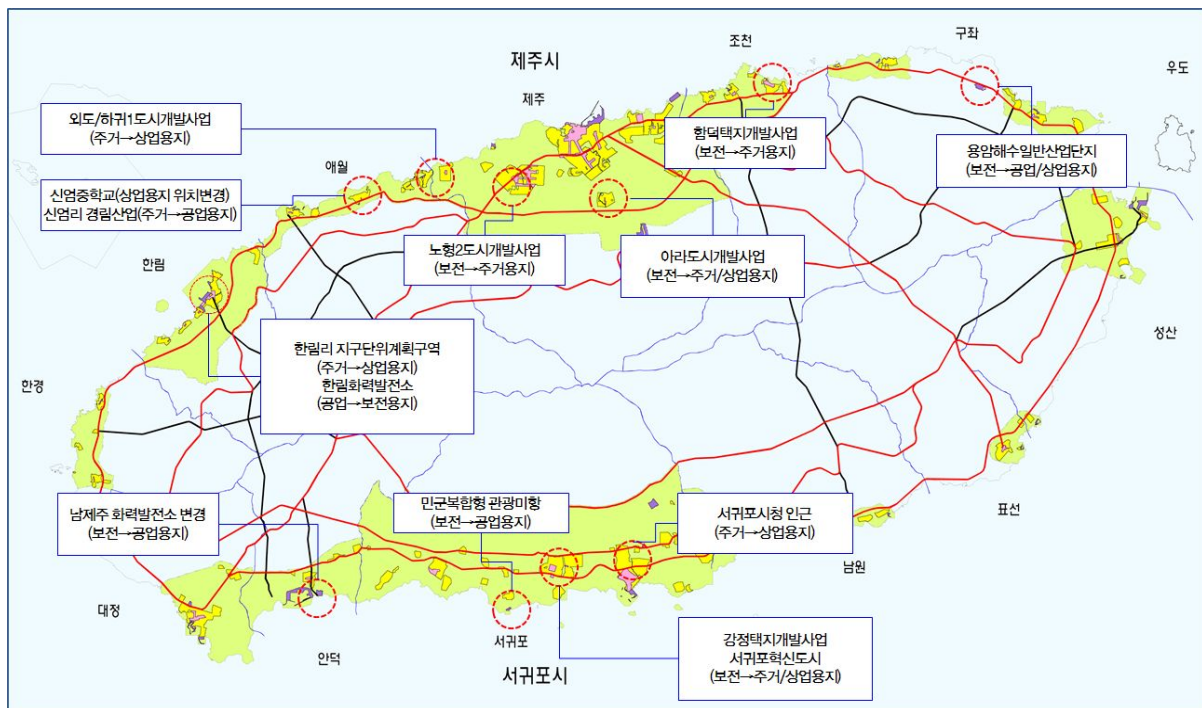 제주시
조천
구좌
우도
제주
외도/하귀1도시개발사업
(주거→상업용지)
함덕택지개발사업
(보전→주거용지)
용암해수일반산업단지
(보전→공업/상업용지)
애월
신엄중학교(상업용지 위치변경)
신엄리 경림산업(주거→공업용지)
노형2도시개발사업
(보전→주거용지)
아라도시개발사업
(보전→주거/상업용지)
한림
성산
한림리 지구단위계획구역
(주거→상업용지)
한림화력발전소
(공업→보전용지)
한경
남제주 화력발전소 변경
(보전→공업용지)
민군복합형 관광미항
(보전→공업용지)
서귀포시청 인근
(주거→상업용지)
표선
남원
대정
안덕
서귀포
서귀포시
강정택지개발사업
서귀포혁신도시
(보전→주거/상업용지)